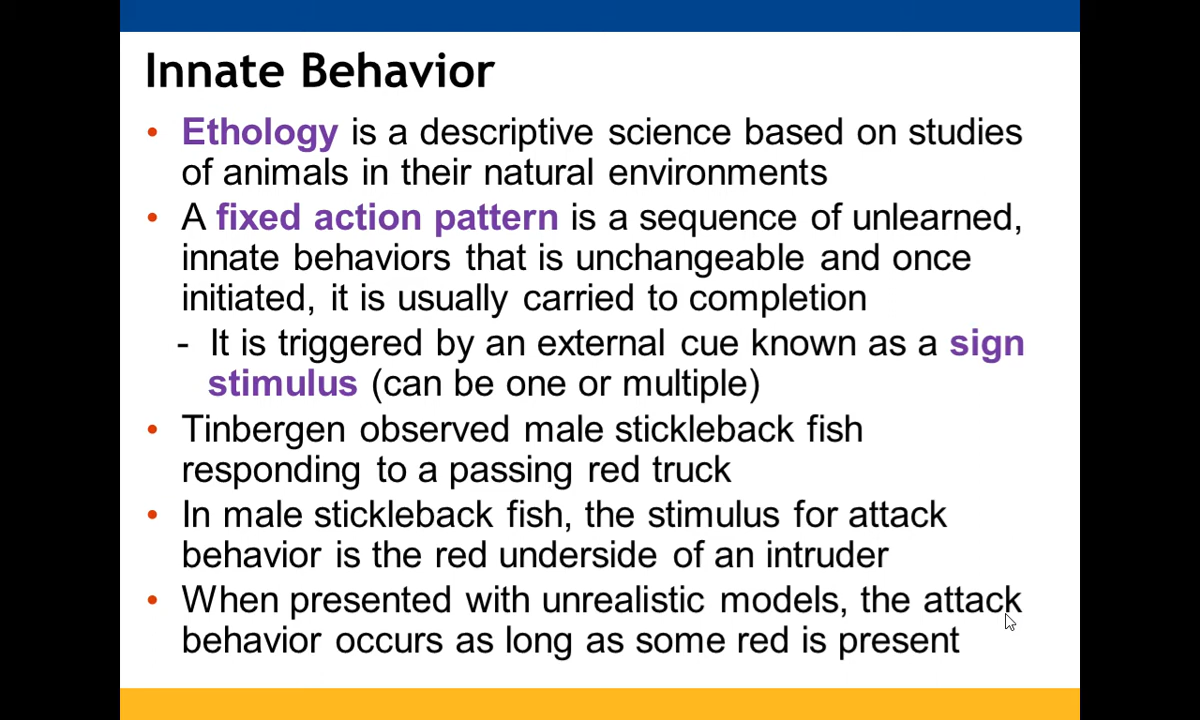 Innate Behavior
• Ethology is a descriptive science based on studies
of animals in their natural environments
• A fixed action pattern is a sequence of unlearned,
innate behaviors that is unchangeable and once
initiated, it is usually carried to completion
- It is triggered by an external cue known as a sign
stimulus (can be one or multiple)
• Tinbergen observed male stickleback fish
responding to a passing red truck
• In male stickleback fish, the stimulus for attack
behavior is the red underside of an intruder
• When presented with unrealistic models, the attack
behavior occurs as long as some red is present